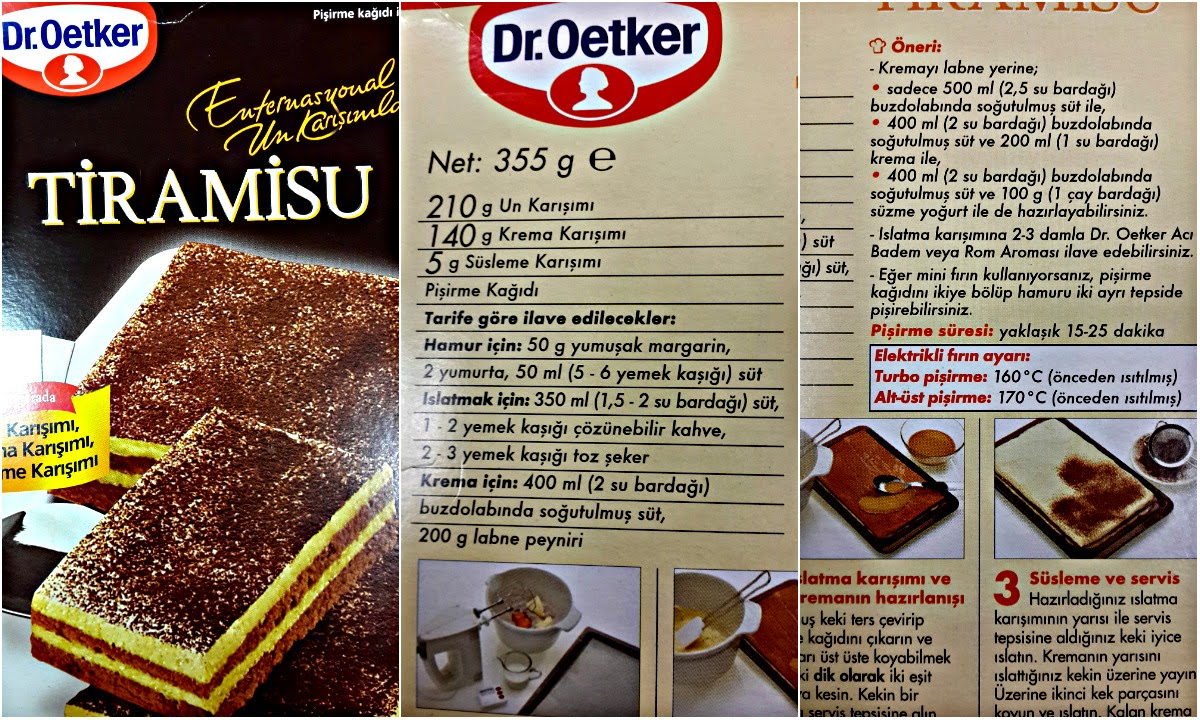 Pişirme kağıdı
Dr. Oetker
Enternasyonal
Un Karışımla
TİRAMİSU
Karışımı,
na Karışımı,
me Karışımı
Dr. Oetker
Net: 355 g ℮
210 g Un Karışımı
140 g Krema Karışımı
5 g Süsleme Karışımı
Pişirme Kağıdı
Tarife göre ilave edilecekler:
Hamur için: 50 g yumuşak margarin,
2 yumurta, 50 ml (5 - 6 yemek kaşığı) süt
Islatmak için: 350 ml (1,5 - 2 su bardağı) süt,
1 - 2 yemek kaşığı çözünebilir kahve,
2 - 3 yemek kaşığı toz şeker
Krema için: 400 ml (2 su bardağı)
buzdolabında soğutulmuş süt,
200 g labne peyniri
TİRAMİSU
) süt
ğı) süt,
Öneri:
- Kremayı labne yerine;
• sadece 500 ml (2,5 su bardağı)
buzdolabında soğutulmuş süt ile,
• 400 ml (2 su bardağı) buzdolabında
soğutulmuş süt ve 200 ml (1 su bardağı)
krema ile,
• 400 ml (2 su bardağı) buzdolabında
soğutulmuş süt ve 100 g (1 çay bardağı)
süzme yoğurt ile de hazırlayabilirsiniz.
- Islatma karışımına 2-3 damla Dr. Oetker Acı
Badem veya Rom Aroması ilave edebilirsiniz.
- Eğer mini fırın kullanıyorsanız, pişirme
kağıdını ikiye bölüp hamuru iki ayrı tepside
pişirebilirsiniz.
Pişirme süresi: yaklaşık 15-25 dakika
Elektrikli fırın ayarı:
Turbo pişirme: 160°C (önceden ısıtılmış)
Alt-üst pişirme: 170°C (önceden ısıtılmış)
slatma karışımı ve
remanın hazırlanışı
uş keki ters çevirip
kağıdını çıkarın ve
arı üst üste koyabilmek
ki dik olarak iki eşit
a kesin. Kekin bir
servis tepsisine alın
3 Süsleme ve servis
Hazırladığınız ıslatma
karışımının yarısı ile servis
tepsisine aldığınız keki iyice
ıslatın. Kremanın yarısını
ıslattığınız kekin üzerine yayın
Üzerine ikinci kek parçasını
koyun ve ıslatın. Kalan krema